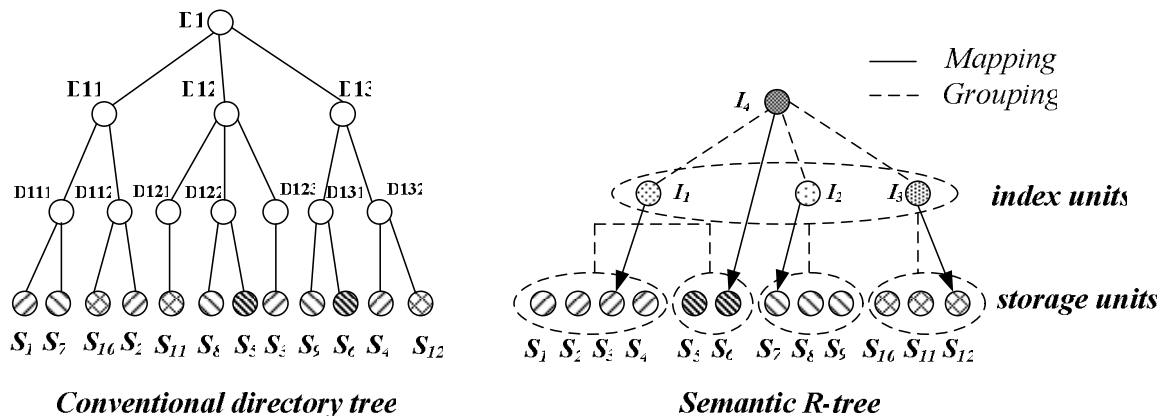 D1
D11 D12 D13
D111 D112 D121 D122 D123 D131 D132
S1 S7 S10 S2 S11 S8 S5 S3 S9 S6 S4 S12
Conventional directory tree
Mapping
Grouping
I4
I1 I2 I3
index units
storage units
S1 S2 S3 S4 S5 S6 S7 S8 S9 S10 S11 S12
Semantic R-tree